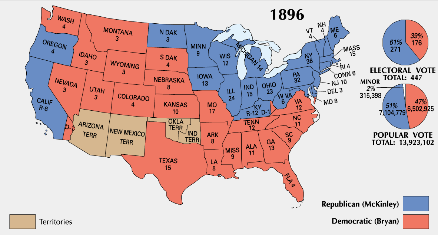 1896
WASH
4
OREGON
4
CALIF
R-8
D-1
NEVADA
3
IDAHO
3
MONTANA
3
WYOMING
3
UTAH
3
COLORADO
4
ARIZONA
TERR
NEW MEXICO
TERR
N DAK
3
S DAK
4
NEBRASKA
8
KANSAS
10
OKLA
TERR
IND
TERR
TEXAS
15
MINN
9
IOWA
13
MO
17
ARK
8
LA
8
WIS
12
ILL
24
MICHIGAN 14
IND
15
OHIO
23
KY
R-12 D-1
TENN
12
MISS
9
ALA
11
GA
13
FLA 4
SC
9
NC
11
VA
12
W VA
6
PA
32
NY
36
VT
4
NH
4
ME
6
MASS
15
RI 4
CONN 6
NJ 10
DEL 3
MD 8
61%
271
39%
176
ELECTORAL VOTE
TOTAL: 447
MINOR 2%
315,398
51%
7,104,779
47%
6,502,925
POPULAR VOTE
TOTAL: 13,923,102
Territories
Republican (McKinley)
Democratic (Bryan)